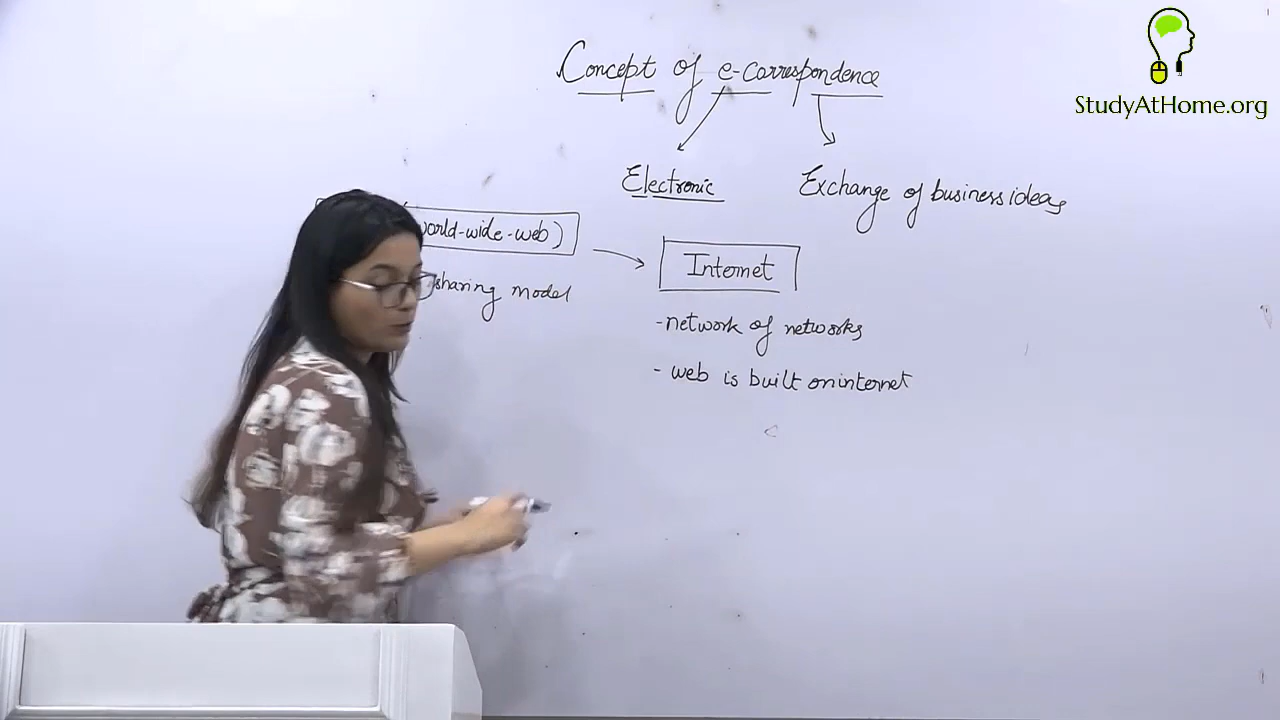 Concept of e-correspondence
StudyAtHome.org
Electronic
Exchange of business ideas
world-wide-web)
Internet
sharing model
-network of networks
- web is built on internet